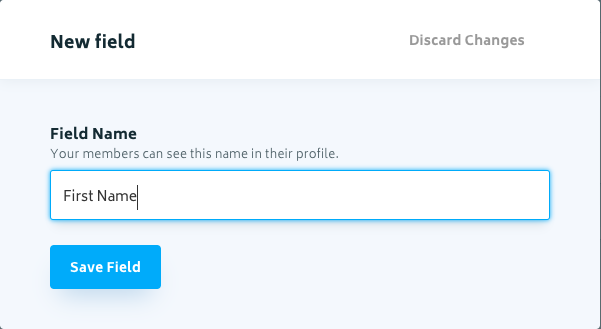 New field
Discard Changes
Field Name
Your members can see this name in their profile.
First Name
Save Field